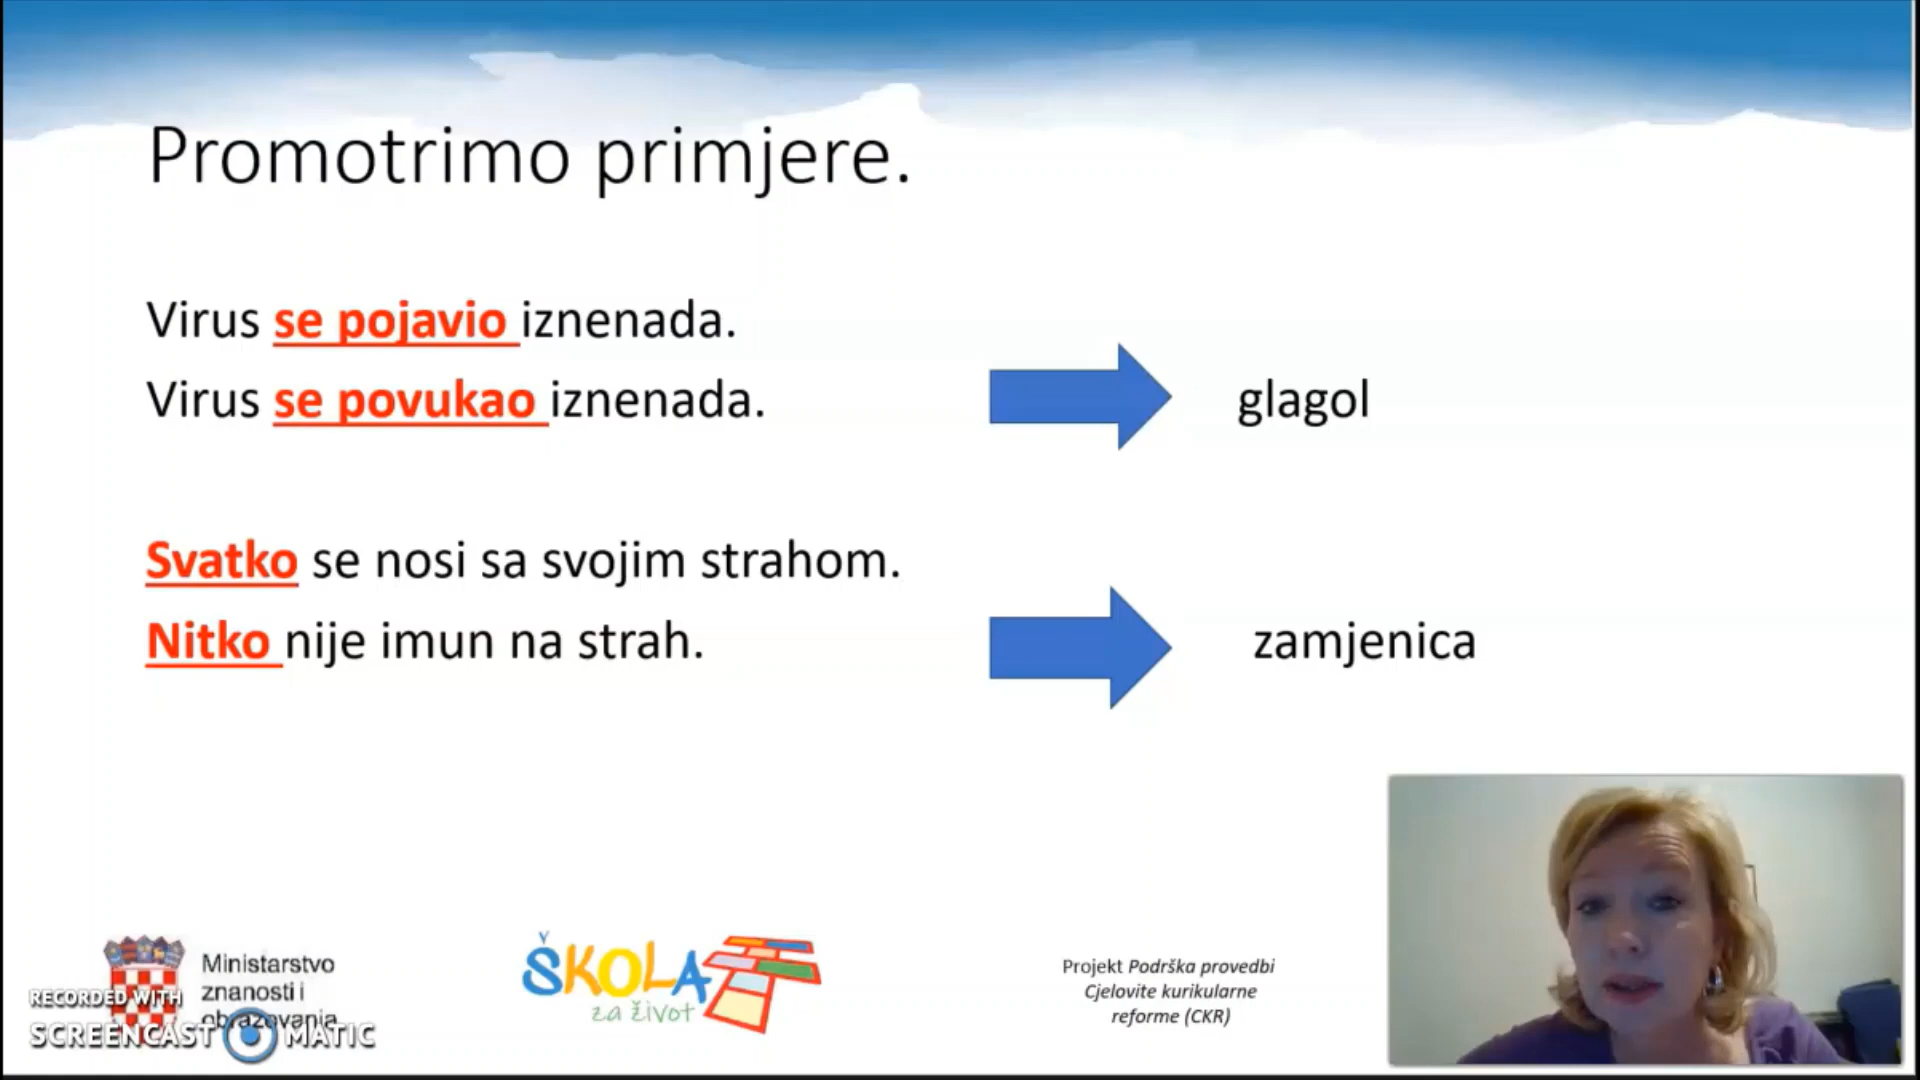 Promotrimo primjere.
Virus se pojavio iznenada.
Virus se povukao iznenada.
glagol
Svatko se nosi sa svojim strahom.
Nitko nije imun na strah.
zamjenica
Ministarstvo
znanosti i
obrazovanja
RECORDED WITH
SCREENCAST MATIC
ŠKOLA
za život
Projekt Podrška provedbi
Cjelovite kurikularne
reforme (CKR)